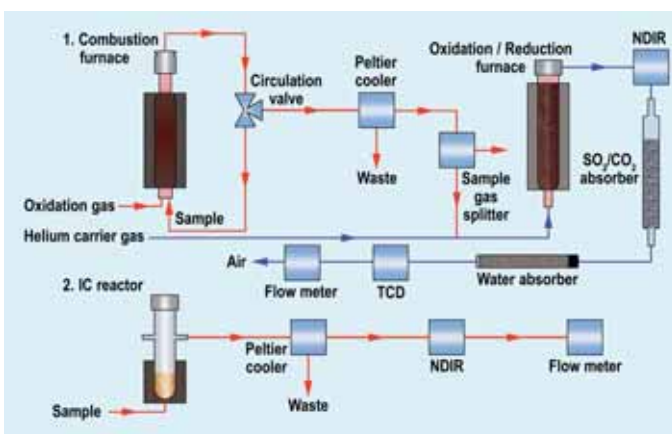 1. Combustion
furnace
Circulation
valve
Peltier
cooler
Waste
Oxidation / Reduction
furnace
NDIR
SO₂/CO₂
absorber
Sample
gas
splitter
Oxidation gas
Sample
Helium carrier gas
Air
Flow meter
TCD
Water absorber
2. IC reactor
Peltier
cooler
NDIR
Flow meter
Sample
Waste